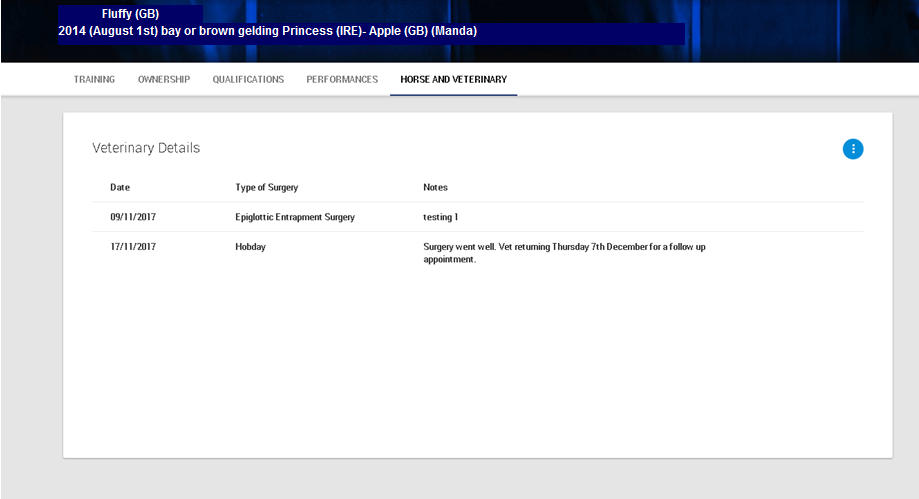 Fluffy (GB)
2014 (August 1st) bay or brown gelding Princess (IRE)- Apple (GB) (Manda)
TRAINING OWNERSHIP QUALIFICATIONS PERFORMANCES HORSE AND VETERINARY
Veterinary Details
Date Type of Surgery Notes
09/11/2017 Epiglottic Entrapment Surgery testing 1
17/11/2017 Hobday Surgery went well. Vet returning Thursday 7th December for a follow up
appointment.